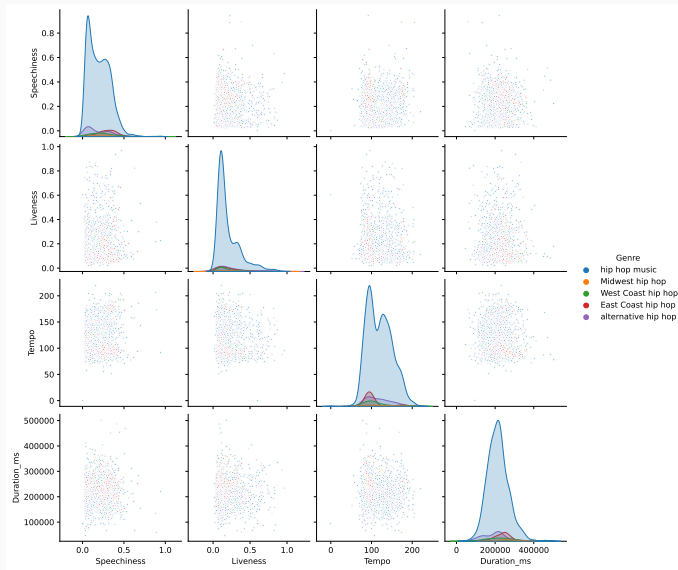 0.8
0.6
0.4
0.2
0.0
Speechiness
1.0
0.8
0.6
0.4
0.2
0.0
Liveness
200
150
100
50
0
Tempo
500000
400000
300000
200000
100000
Duration_ms
0.0 0.5 1.0
Speechiness
0.0 0.5 1.0
Liveness
0 100 200
Tempo
0 200000 400000
Duration_ms
Genre
hip hop music
Midwest hip hop
West Coast hip hop
East Coast hip hop
alternative hip hop